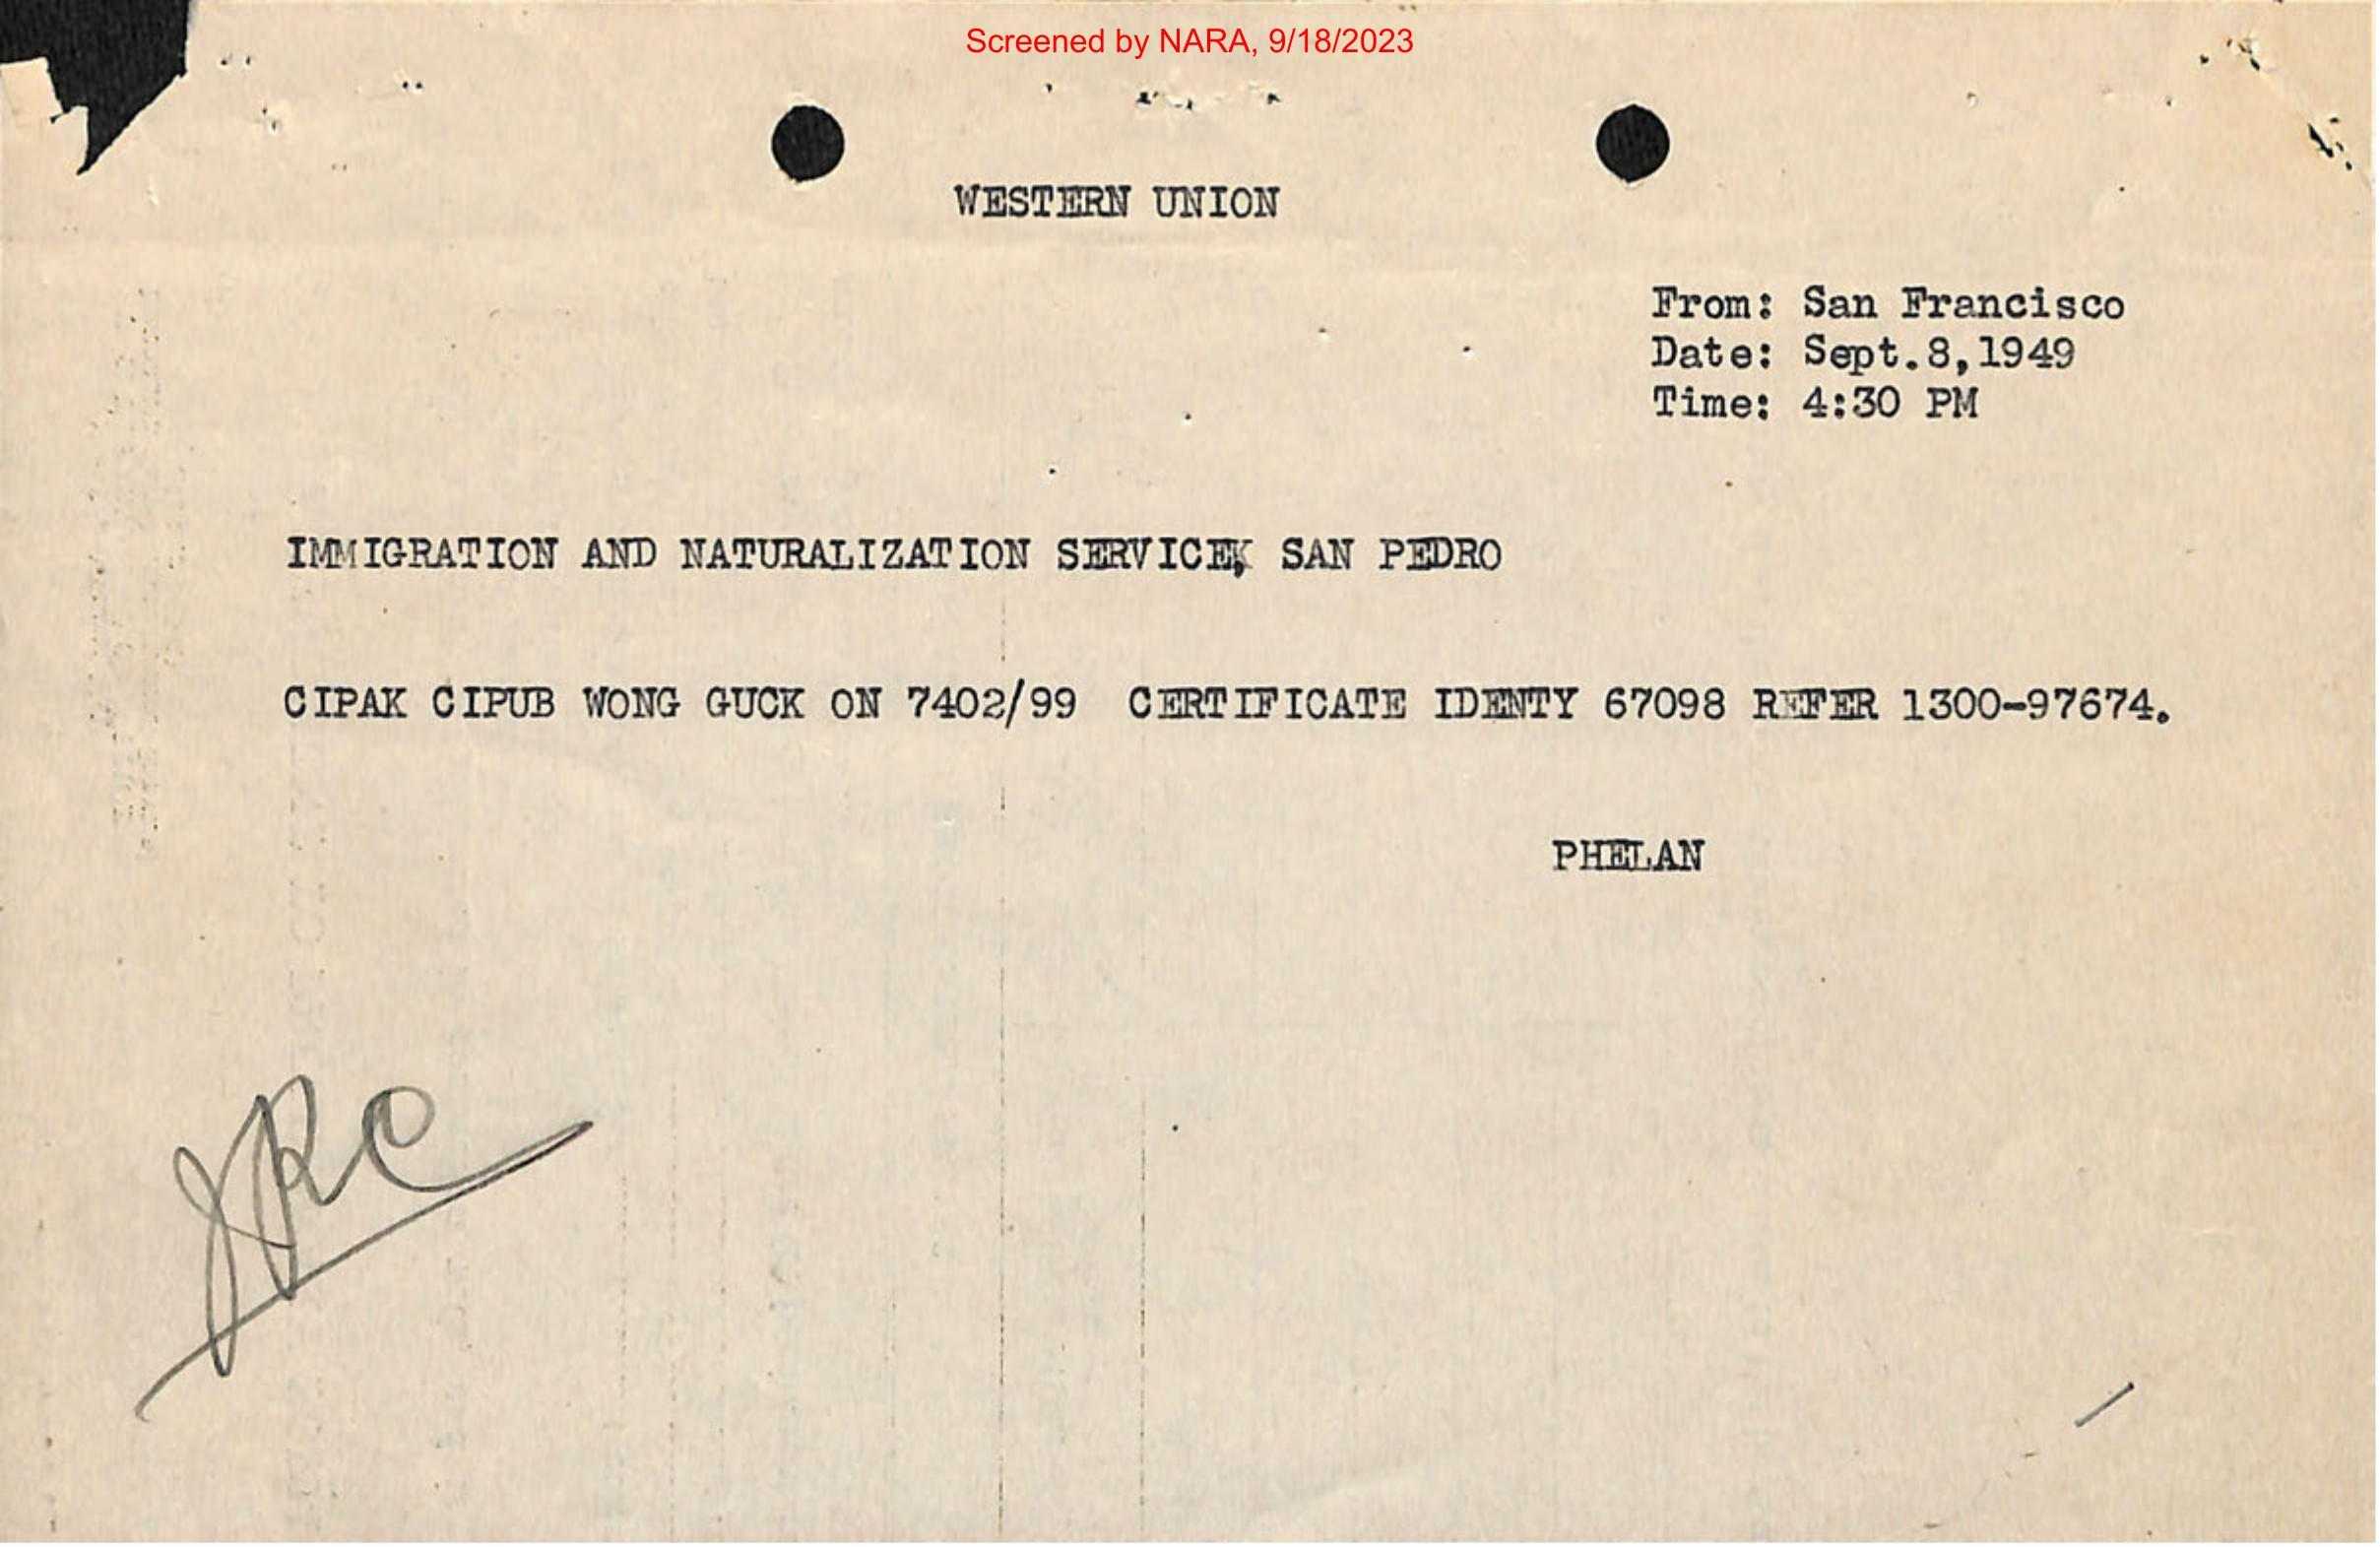 Screened by NARA, 9/18/2023
WESTERN UNION
From: San Francisco
Date: Sept.8,1949
Time: 4:30 PM
IMMIGRATION AND NATURALIZATION SERVICE, SAN PEDRO
CIPAK CIPUB WONG GUCK ON 7402/99 CERTIFICATE IDENTY 67098 REFER 1300-97674.
PHELAN
JRC